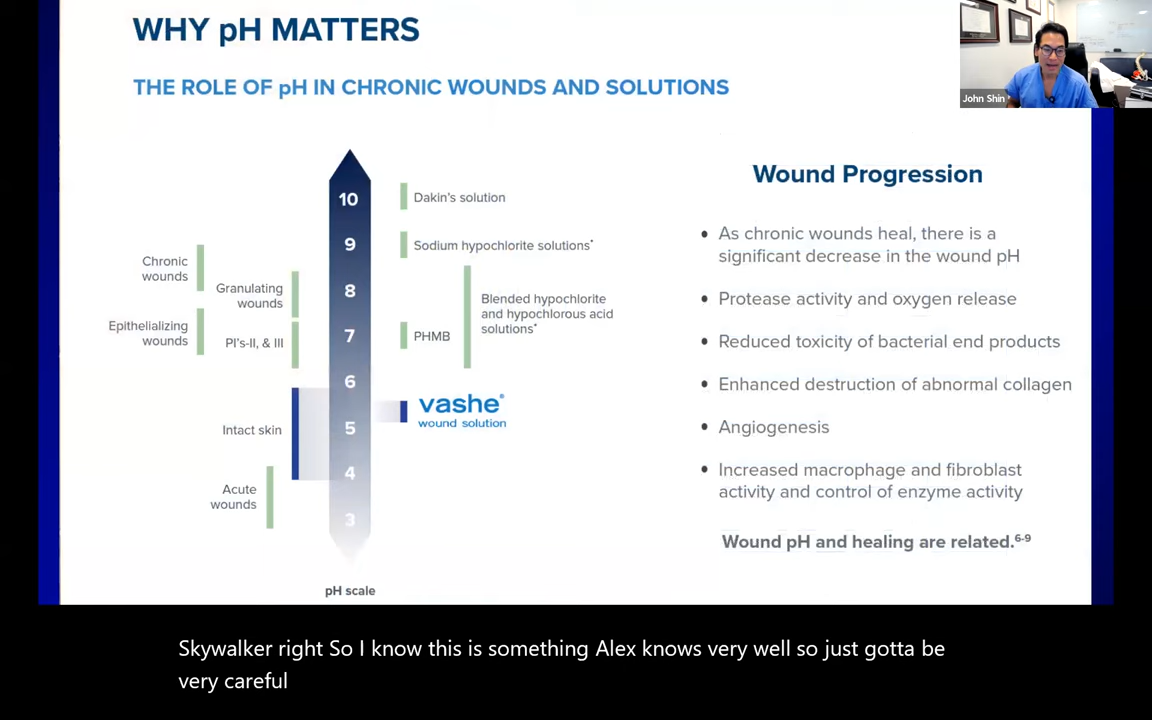 WHY pH MATTERS
THE ROLE OF pH IN CHRONIC WOUNDS AND SOLUTIONS
John Shin
10
9
8
7
6
5
4
3
pH scale
Chronic
wounds
Granulating
wounds
Epithelializing
wounds
PI's-II, & III
Intact skin
Acute
wounds
Dakin's solution
Sodium hypochlorite solutions*
Blended hypochlorite
and hypochlorous acid
solutions*
PHMB
vashe®
wound solution
Wound Progression
• As chronic wounds heal, there is a
significant decrease in the wound pH
• Protease activity and oxygen release
• Reduced toxicity of bacterial end products
• Enhanced destruction of abnormal collagen
• Angiogenesis
• Increased macrophage and fibroblast
activity and control of enzyme activity
Wound pH and healing are related.6-9
Skywalker right So I know this is something Alex knows very well so just gotta be
very careful